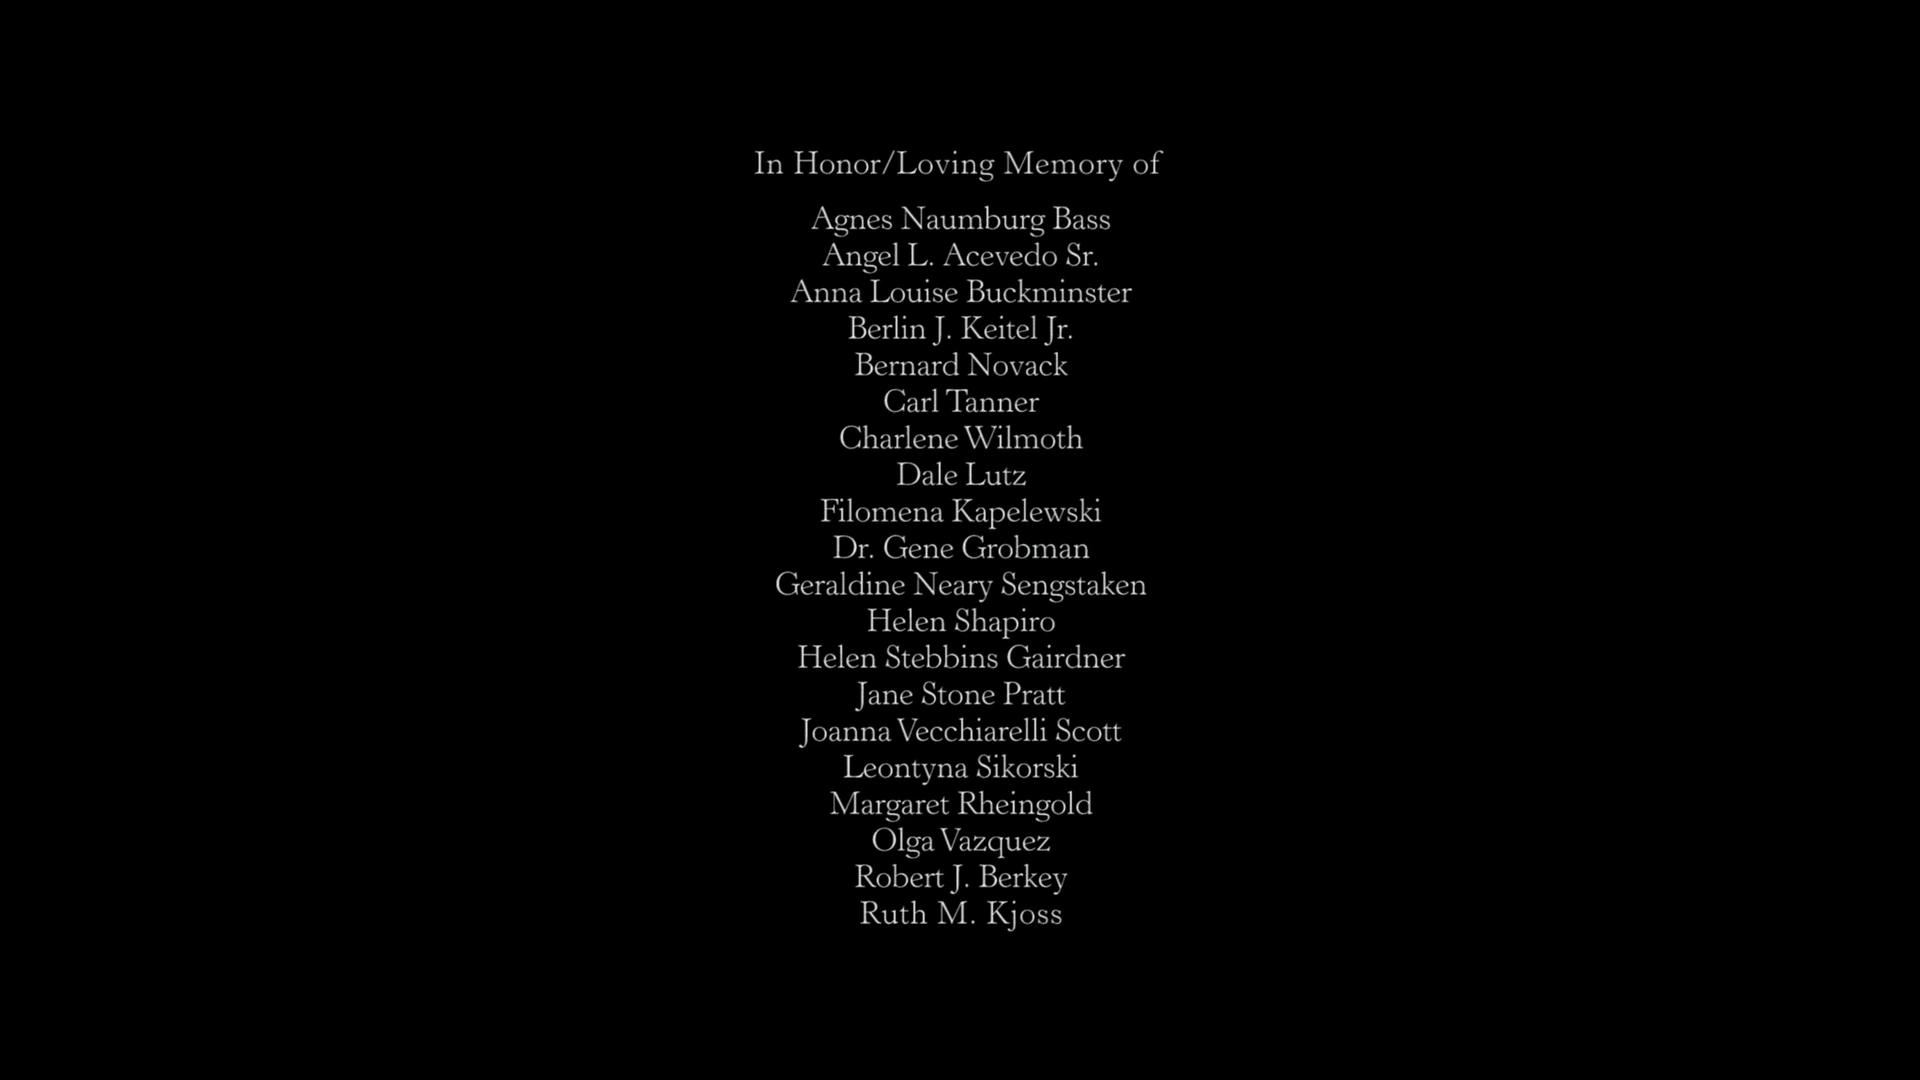 In Honor/Loving Memory of
Agnes Naumburg Bass
Angel L. Acevedo Sr.
Anna Louise Buckminster
Berlin J. Keitel Jr.
Bernard Novack
Carl Tanner
Charlene Wilmoth
Dale Lutz
Filomena Kapelewski
Dr. Gene Grobman
Geraldine Neary Sengstaken
Helen Shapiro
Helen Stebbins Gairdner
Jane Stone Pratt
Joanna Vecchiarelli Scott
Leontyna Sikorski
Margaret Rheingold
Olga Vazquez
Robert J. Berkey
Ruth M. Kjoss